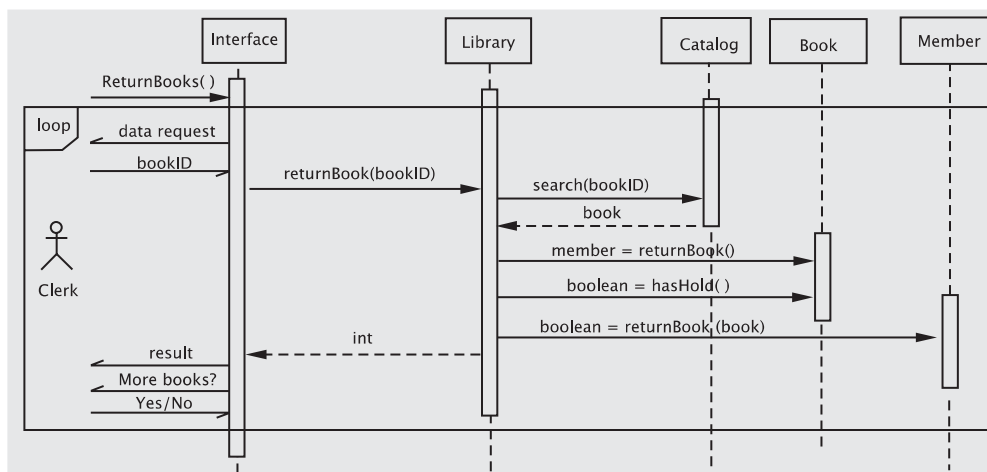 Interface
Library
Catalog
Book
Member
ReturnBooks( )
loop
data request
bookID
returnBook(bookID)
search(bookID)
book
member = returnBook()
Clerk
boolean = hasHold( )
boolean = returnBook (book)
int
result
More books?
Yes/No